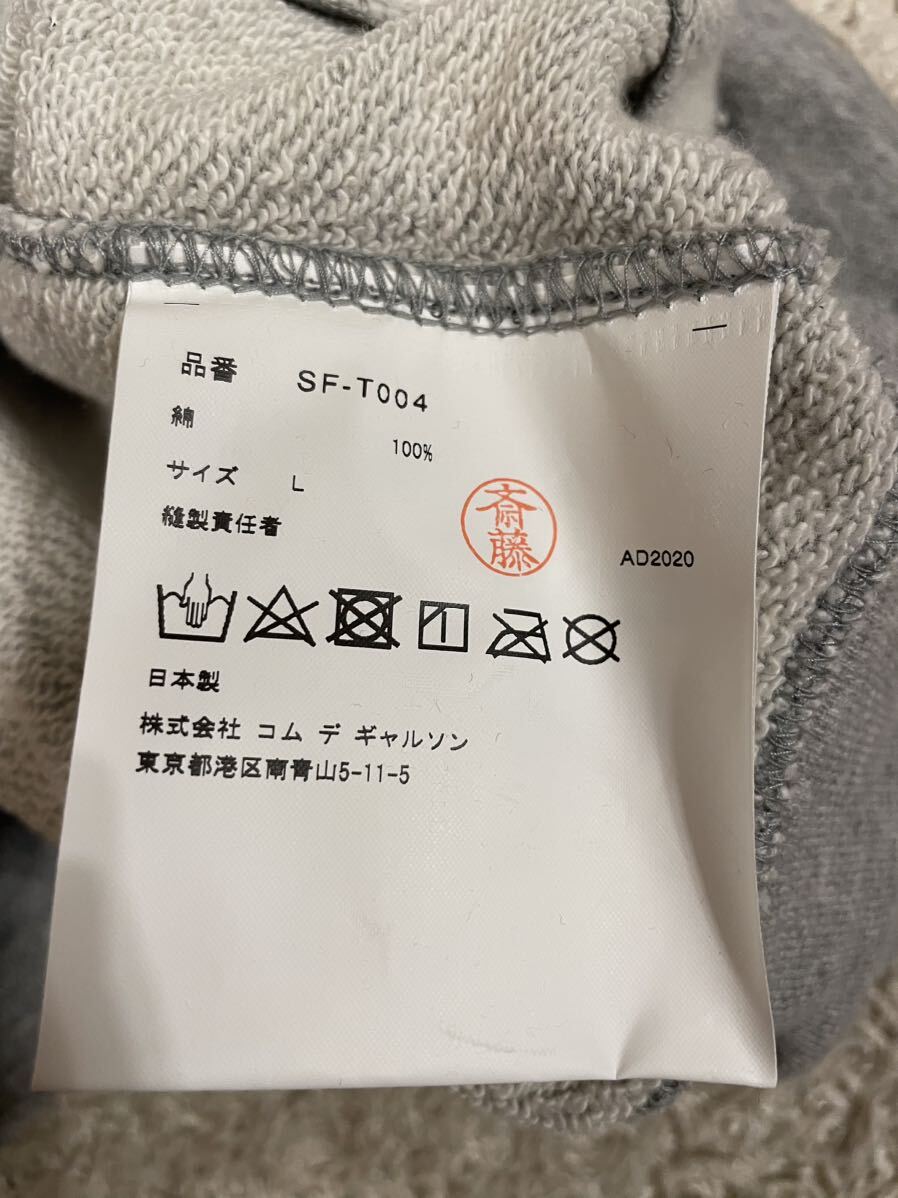 品番 SF-T004
綿 100%
サイズ L
縫製責任者 斎藤 AD2020
日本製
株式会社 コム デ ギャルソン
東京都港区南青山5-11-5